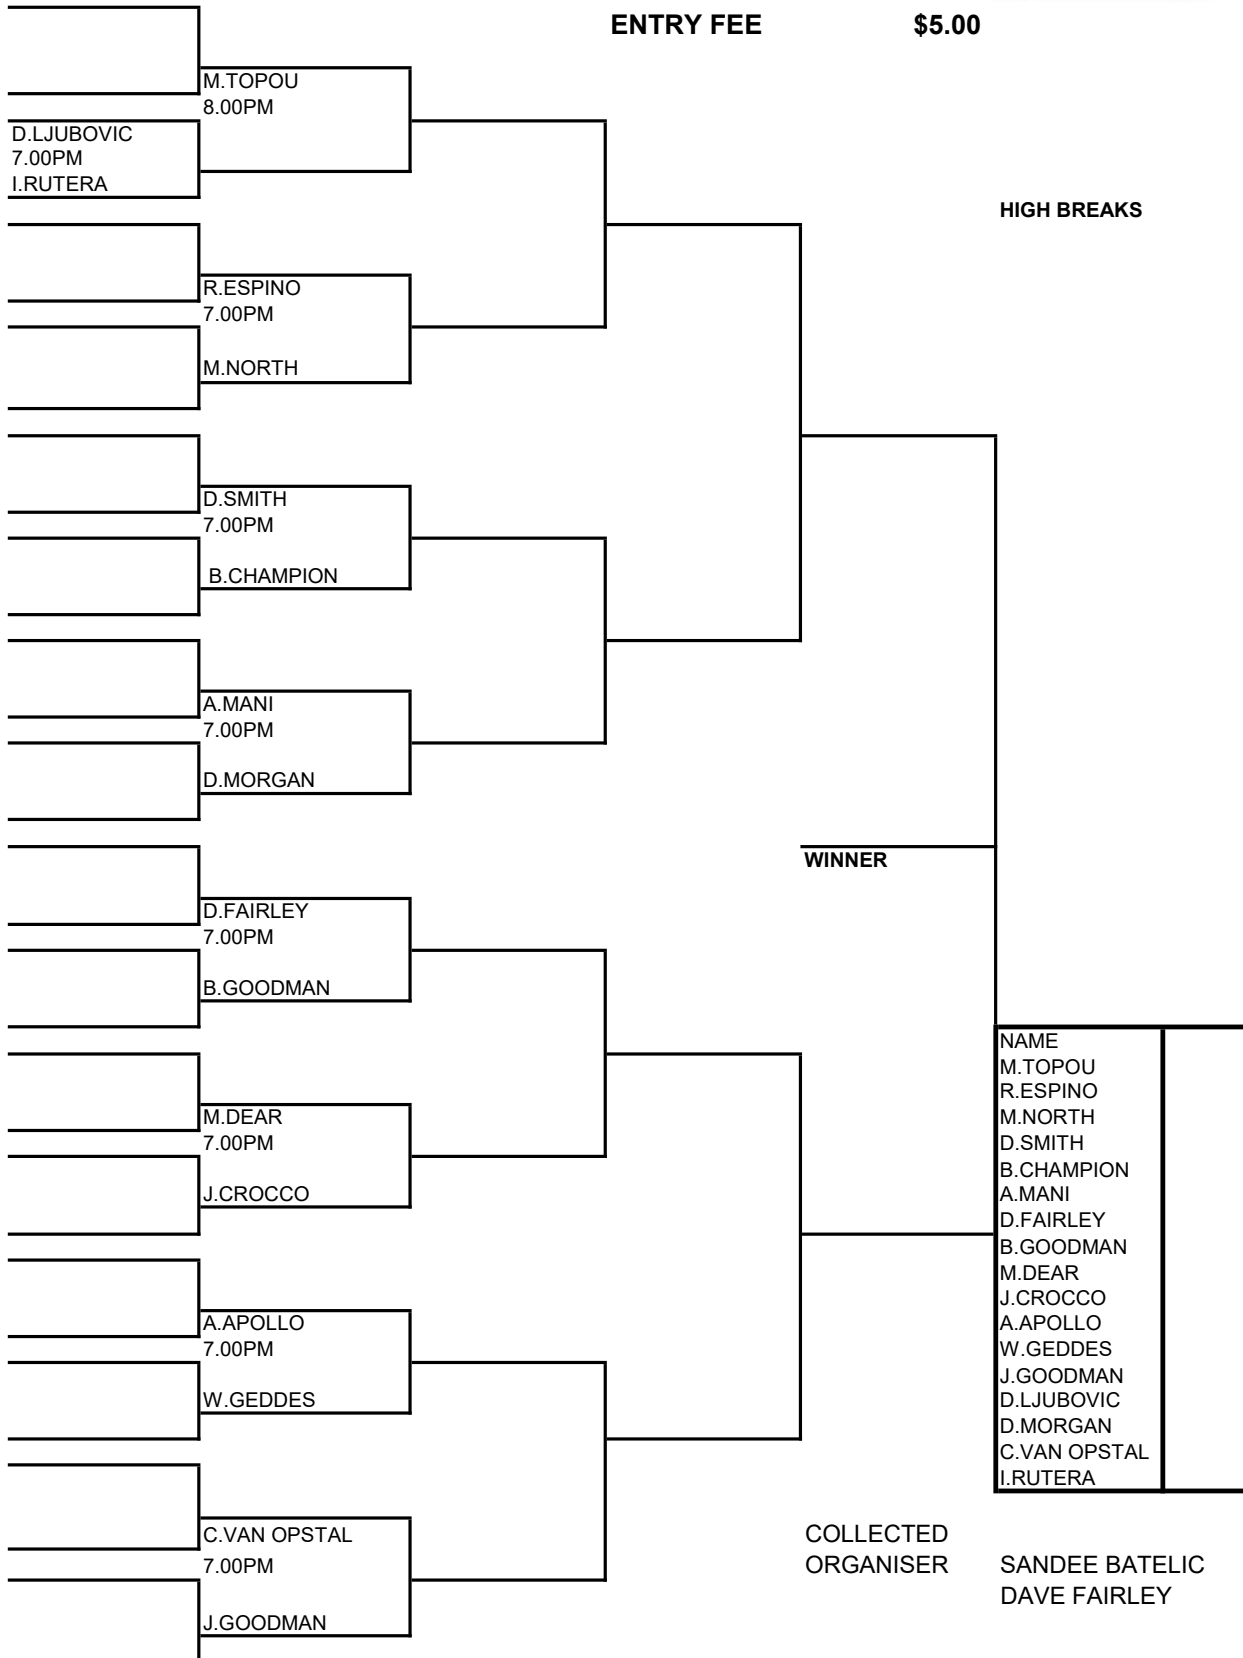 ENTRY FEE $5.00
M.TOPOU
8.00PM
D.LJUBOVIC
7.00PM
I.RUTERA
HIGH BREAKS
R.ESPINO
7.00PM
M.NORTH
D.SMITH
7.00PM
B.CHAMPION
A.MANI
7.00PM
D.MORGAN
WINNER
D.FAIRLEY
7.00PM
B.GOODMAN
M.DEAR
7.00PM
J.CROCCO
A.APOLLO
7.00PM
W.GEDDES
C.VAN OPSTAL
7.00PM
J.GOODMAN
NAME
M.TOPOU
R.ESPINO
M.NORTH
D.SMITH
B.CHAMPION
A.MANI
D.FAIRLEY
B.GOODMAN
M.DEAR
J.CROCCO
A.APOLLO
W.GEDDES
J.GOODMAN
D.LJUBOVIC
D.MORGAN
C.VAN OPSTAL
I.RUTERA
COLLECTED
ORGANISER SANDEE BATELIC
DAVE FAIRLEY